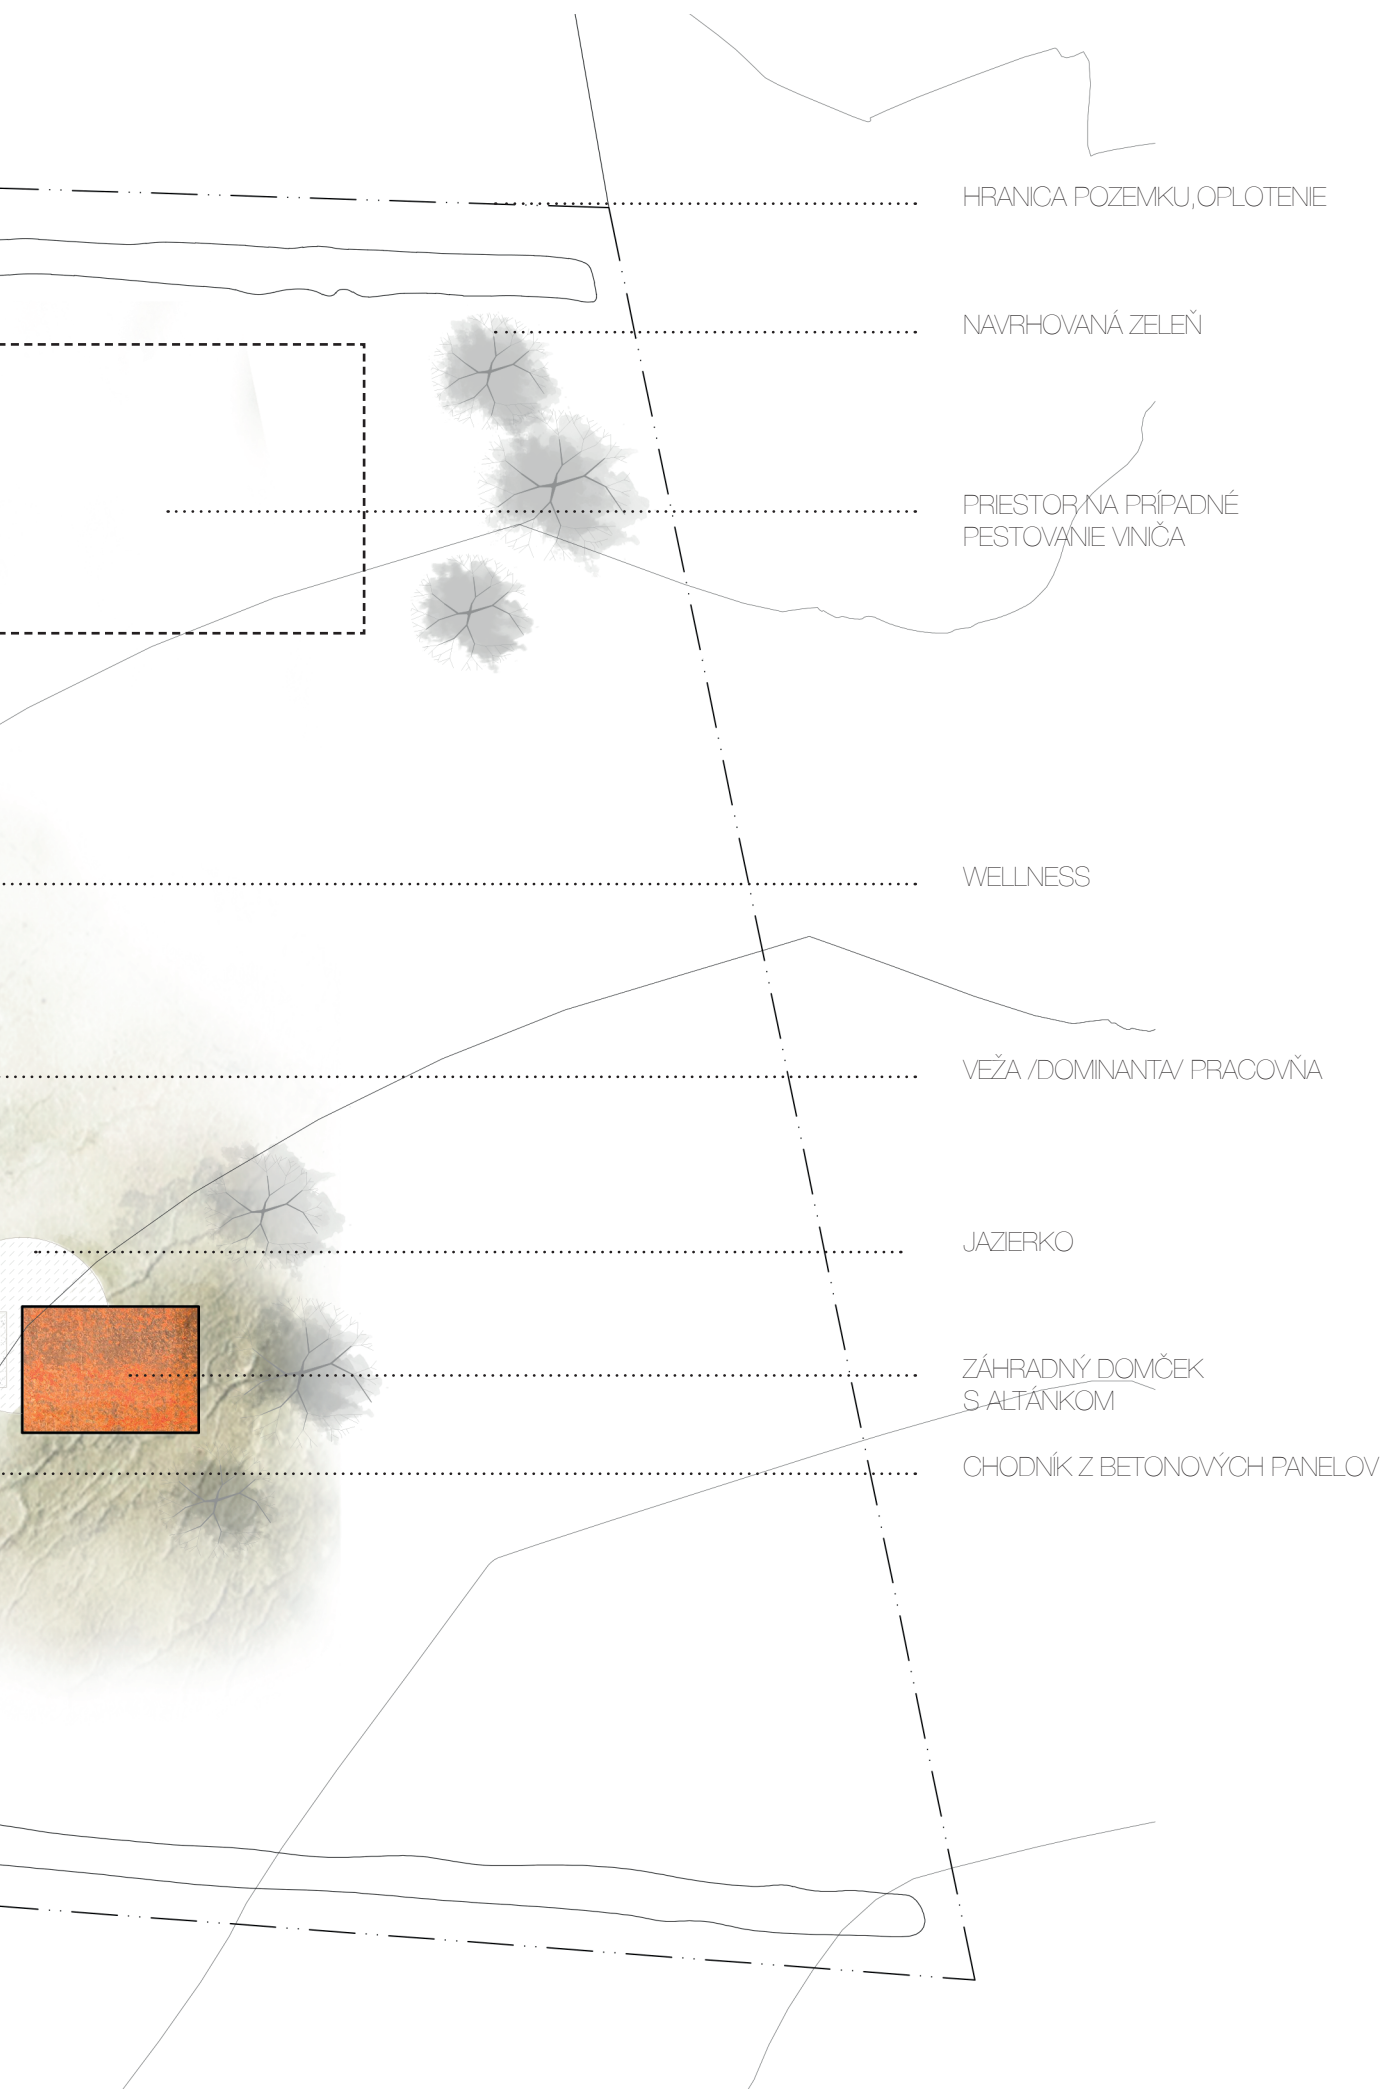 HRANICA POZEMKU,OPLOTENIE
NAVRHOVANÁ ZELEŇ
PRIESTOR NA PRÍPADNÉ
PESTOVANIE VINIČA
WELLNESS
VEŽA /DOMINANTA/ PRACOVŇA
JAZIERKO
ZÁHRADNÝ DOMČEK
S ALTÁNKOM
CHODNÍK Z BETONOVÝCH PANELOV